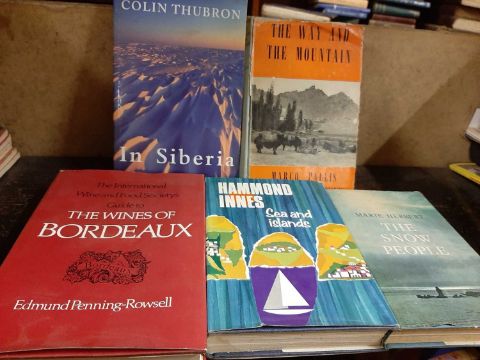 COLIN THUBRON
In Siberia
THE WAY AND
THE MOUNTAIN
MARCO PALLIS
The International
Wine and Food Society's
Guide to
THE WINES OF
BORDEAUX
Edmund Penning-Rowsell
HAMMOND
INNES
Sea and
islands
MARIE HERBERT
THE
SNOW
PEOPLE